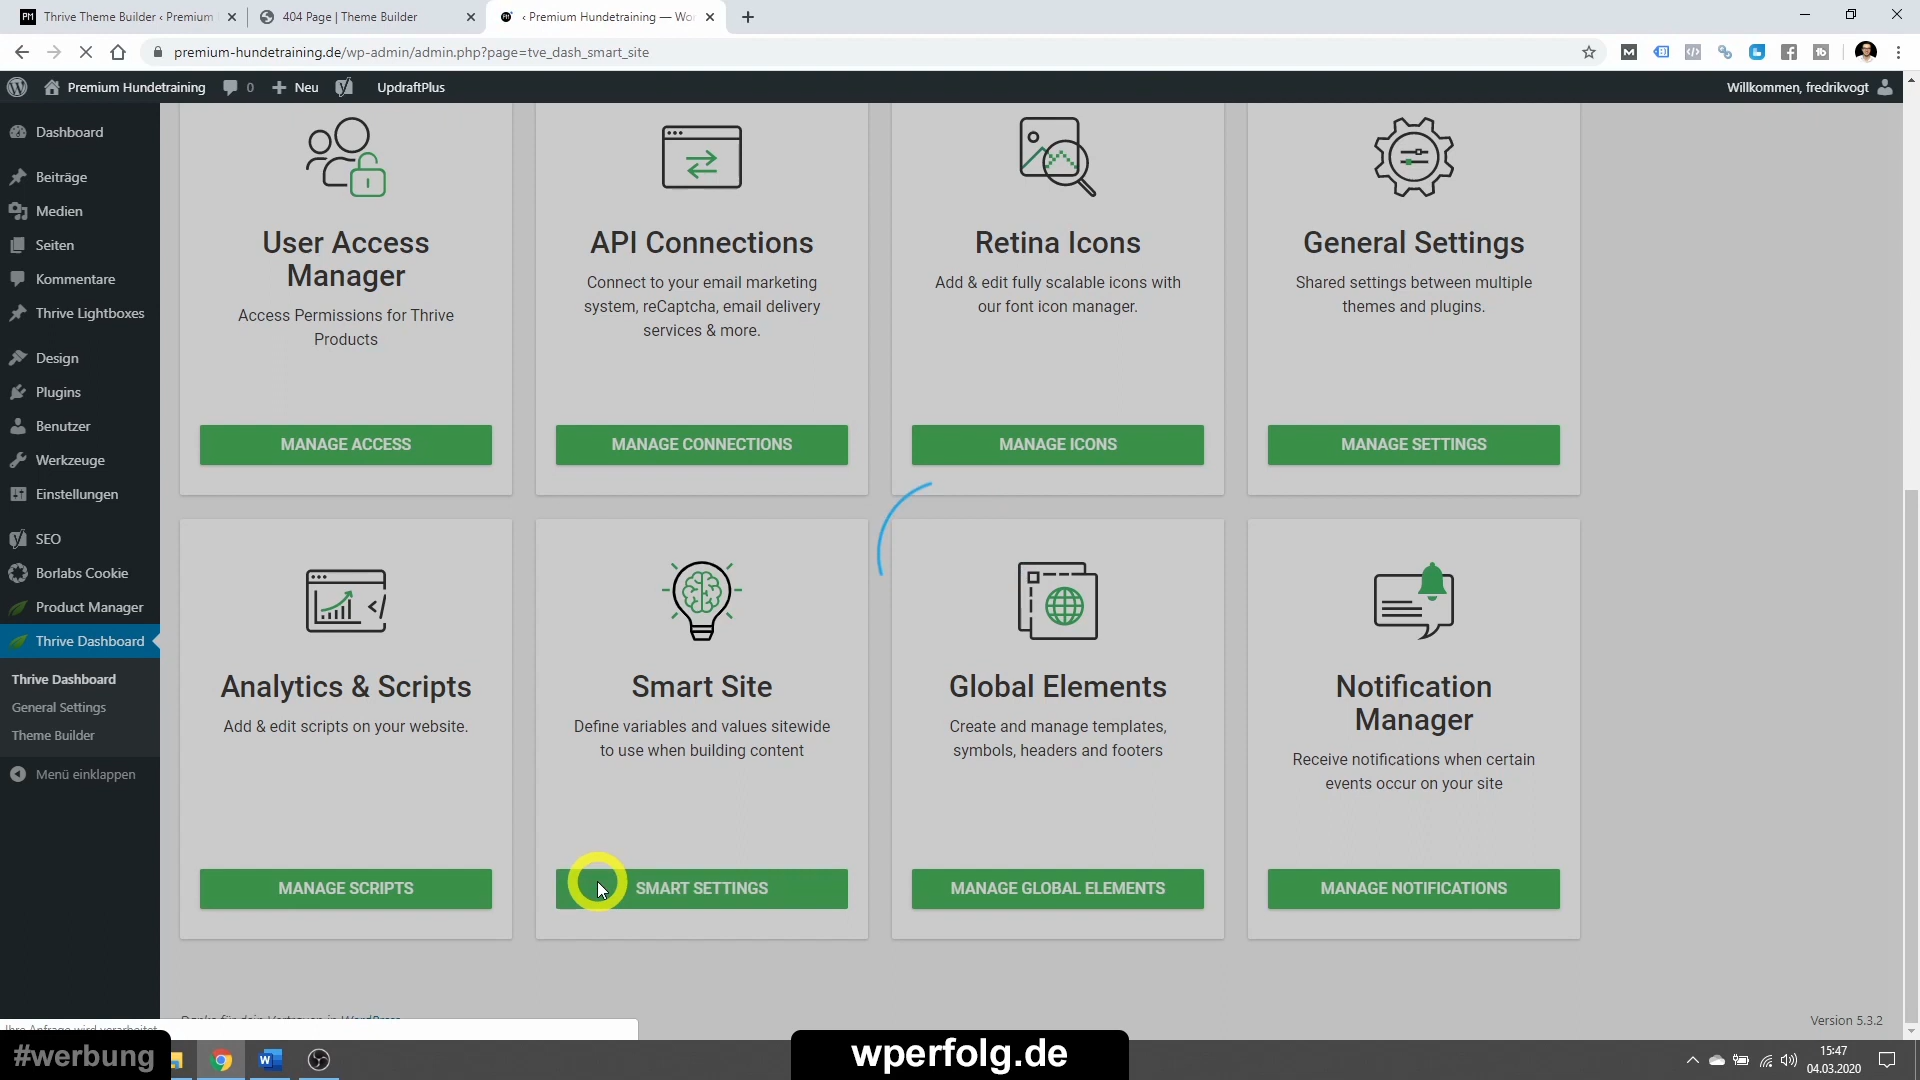 Thrive Theme Builder ‹ Premium
404 Page | Theme Builder
‹ Premium Hundetraining — Wo
premium-hundetraining.de/wp-admin/admin.php?page=tve_dash_smart_site
Premium Hundetraining
0
Neu
UpdraftPlus
Willkommen, fredrikvogt
Dashboard
Beiträge
Medien
Seiten
Kommentare
Thrive Lightboxes
Design
Plugins
Benutzer
Werkzeuge
Einstellungen
SEO
Borlabs Cookie
Product Manager
Thrive Dashboard
Thrive Dashboard
General Settings
Theme Builder
Menü einklappen
User Access
Manager
Access Permissions for Thrive
Products
MANAGE ACCESS
API Connections
Connect to your email marketing
system, reCaptcha, email delivery
services & more.
MANAGE CONNECTIONS
Retina Icons
Add & edit fully scalable icons with
our font icon manager.
MANAGE ICONS
General Settings
Shared settings between multiple
themes and plugins.
MANAGE SETTINGS
Analytics & Scripts
Add & edit scripts on your website.
MANAGE SCRIPTS
Smart Site
Define variables and values sitewide
to use when building content
SMART SETTINGS
Global Elements
Create and manage templates,
symbols, headers and footers
MANAGE GLOBAL ELEMENTS
Notification
Manager
Receive notifications when certain
events occur on your site
MANAGE NOTIFICATIONS
Version 5.3.2
#werbung
wperfolg.de
15:47
04.03.2020